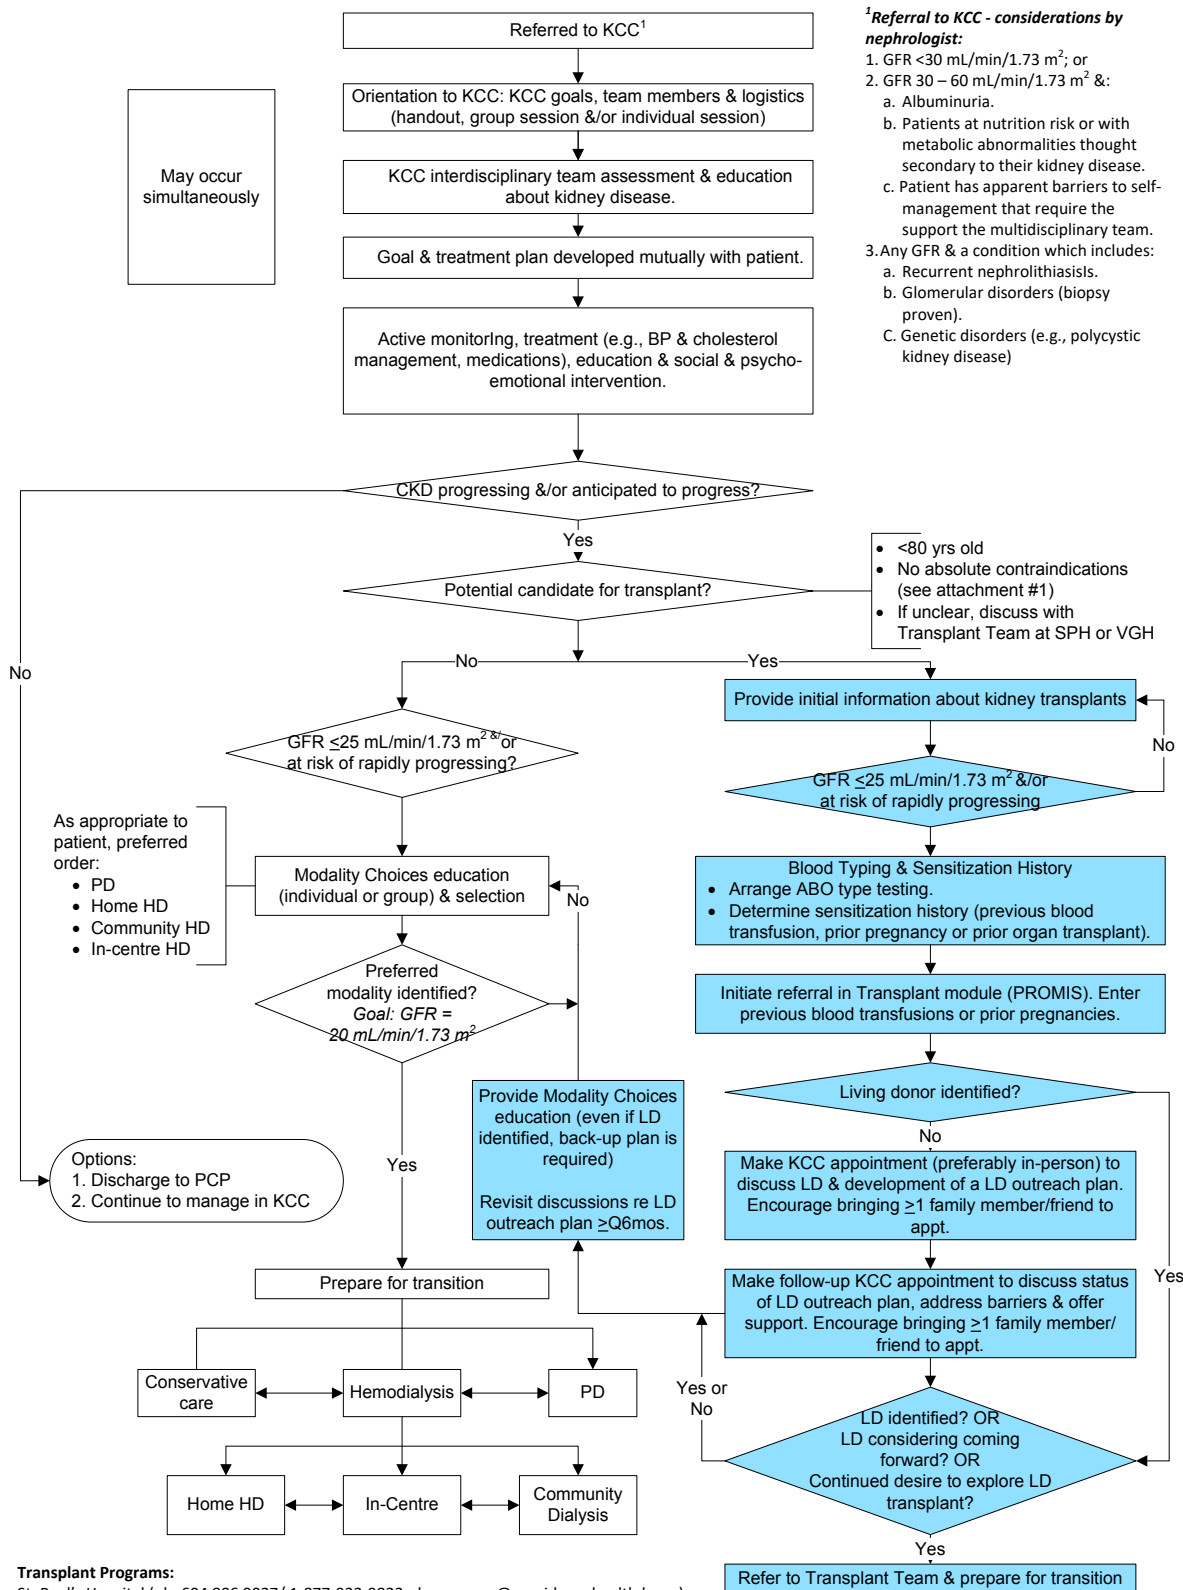 Referred to KCC1
1Referral to KCC - considerations by
nephrologist:
1. GFR <30 mL/min/1.73 m2; or
2. GFR 30 – 60 mL/min/1.73 m2 &:
a. Albuminuria.
b. Patients at nutrition risk or with
metabolic abnormalities thought
secondary to their kidney disease.
c. Patient has apparent barriers to self-
management that require the
support the multidisciplinary team.
3. Any GFR & a condition which includes:
a. Recurrent nephrolithiasIs.
b. Glomerular disorders (biopsy
proven).
C. Genetic disorders (e.g., polycystic
kidney disease)
Orientation to KCC: KCC goals, team members & logistics
(handout, group session &/or individual session)
May occur
simultaneously
KCC interdisciplinary team assessment & education
about kidney disease.
Goal & treatment plan developed mutually with patient.
Active monitorIng, treatment (e.g., BP & cholesterol
management, medications), education & social & psycho-
emotional intervention.
CKD progressing &/or anticipated to progress?
Yes
No
Potential candidate for transplant?
• <80 yrs old
• No absolute contraindications
(see attachment #1)
• If unclear, discuss with
Transplant Team at SPH or VGH
No
Yes
Provide initial information about kidney transplants
No
GFR ≤25 mL/min/1.73 m2 &/or
at risk of rapidly progressing?
GFR ≤25 mL/min/1.73 m2 &/or
at risk of rapidly progressing
As appropriate to
patient, preferred
order:
• PD
• Home HD
• Community HD
• In-centre HD
Modality Choices education
(individual or group) & selection
No
Blood Typing & Sensitization History
• Arrange ABO type testing.
• Determine sensitization history (previous blood
transfusion, prior pregnancy or prior organ transplant).
Preferred
modality identified?
Goal: GFR =
20 mL/min/1.73 m2
Initiate referral in Transplant module (PROMIS). Enter
previous blood transfusions or prior pregnancies.
Living donor identified?
No
Yes
Provide Modality Choices
education (even if LD
identified, back-up plan is
required)
Revisit discussions re LD
outreach plan ≥Q6mos.
Yes
Options:
1. Discharge to PCP
2. Continue to manage in KCC
Make KCC appointment (preferably in-person) to
discuss LD & development of a LD outreach plan.
Encourage bringing ≥1 family member/friend to
appt.
Prepare for transition
Make follow-up KCC appointment to discuss status
of LD outreach plan, address barriers & offer
support. Encourage bringing ≥1 family member/
friend to appt.
Conservative
care
Hemodialysis
PD
Yes or
No
LD identified? OR
LD considering coming
forward? OR
Continued desire to explore LD
transplant?
Home HD
In-Centre
Community
Dialysis
Yes
Refer to Transplant Team & prepare for transition
Transplant Programs: